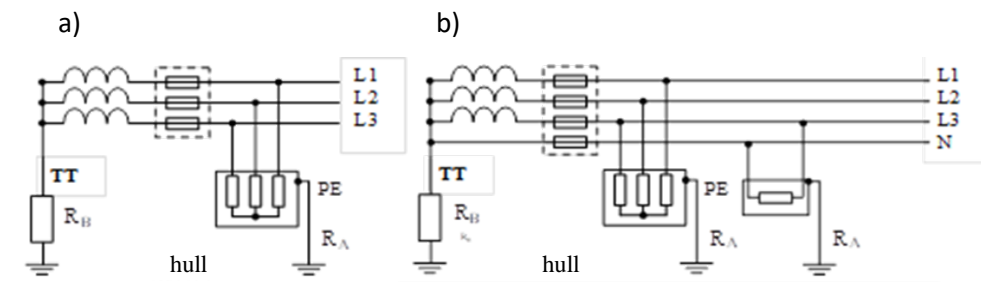 a)
L1
L2
L3
TT
PE
R_B
R_A
hull
b)
L1
L2
L3
N
TT
PE
R_B
R_A
R_A
hull